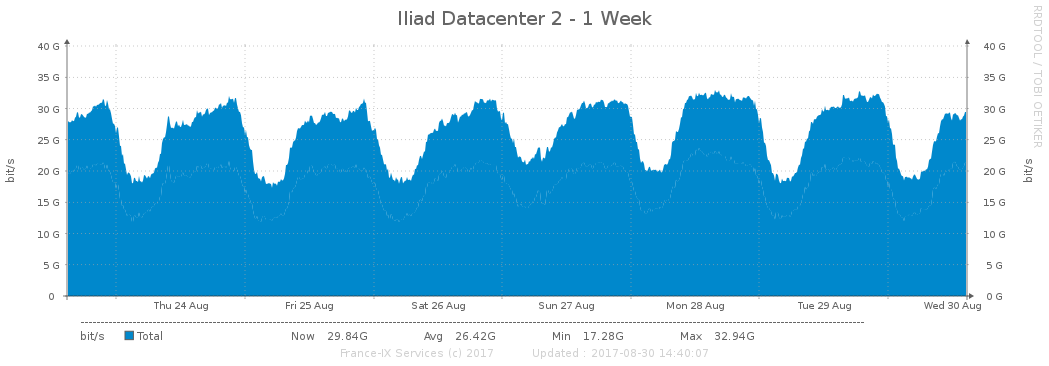 Iliad Datacenter 2 - 1 Week
RRDTOOL / TOBI OETIKER
40 G 40 G
35 G 35 G
30 G 30 G
25 G 25 G
20 G 20 G
15 G 15 G
10 G 10 G
5 G 5 G
0 0 G
bit/s bit/s
Thu 24 Aug Fri 25 Aug Sat 26 Aug Sun 27 Aug Mon 28 Aug Tue 29 Aug Wed 30 Aug
bit/s Total Now 29.84G Avg 26.42G Min 17.28G Max 32.94G
France-IX Services (c) 2017 Updated : 2017-08-30 14:40:07